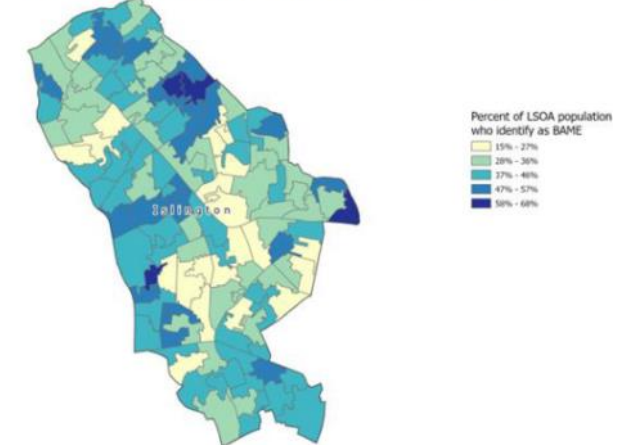 Percent of LSOA population
who identify as BAME
15% - 27%
28% - 36%
37% - 46%
47% - 57%
58% - 68%
Islington